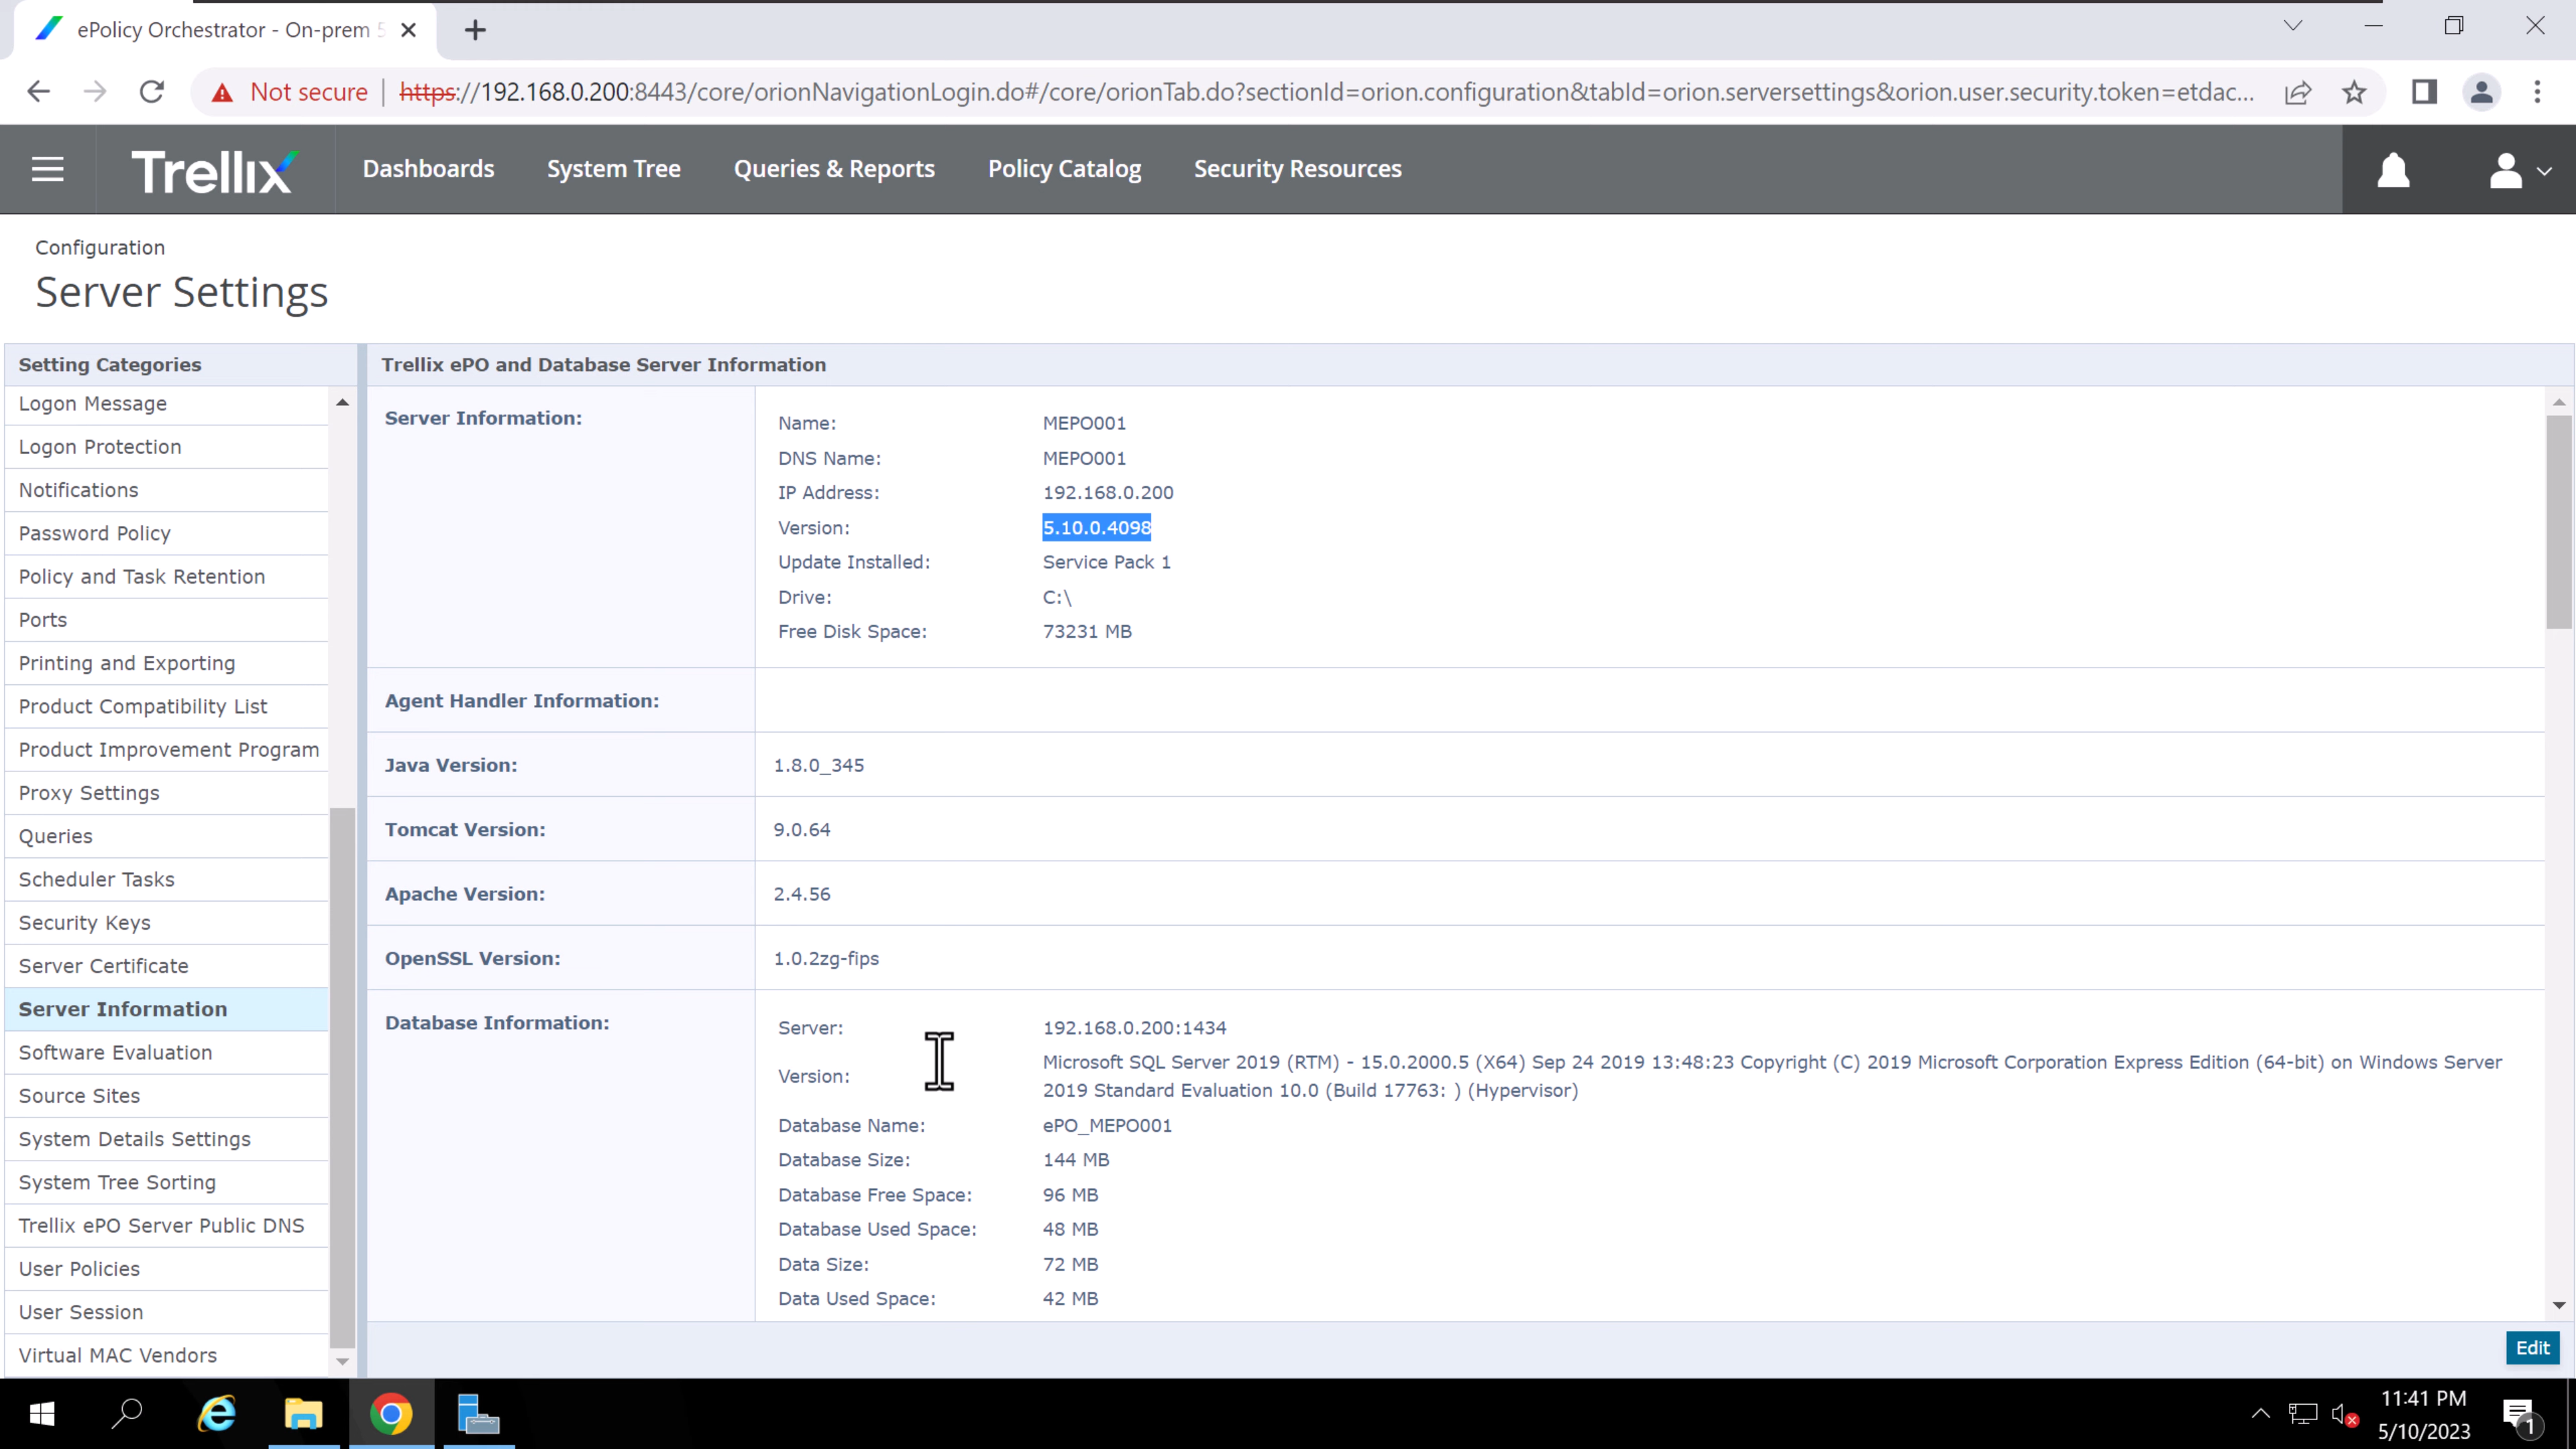 ePolicy Orchestrator - On-prem 5
Not secure | https://192.168.0.200:8443/core/orionNavigationLogin.do#/core/orionTab.do?sectionId=orion.configuration&tabId=orion.serversettings&orion.user.security.token=etdac...
Trellix Dashboards System Tree Queries & Reports Policy Catalog Security Resources
Configuration
Server Settings
Setting Categories
Logon Message
Logon Protection
Notifications
Password Policy
Policy and Task Retention
Ports
Printing and Exporting
Product Compatibility List
Product Improvement Program
Proxy Settings
Queries
Scheduler Tasks
Security Keys
Server Certificate
Server Information
Software Evaluation
Source Sites
System Details Settings
System Tree Sorting
Trellix ePO Server Public DNS
User Policies
User Session
Virtual MAC Vendors
Trellix ePO and Database Server Information
Server Information:
Name: MEPO001
DNS Name: MEPO001
IP Address: 192.168.0.200
Version: 5.10.0.4098
Update Installed: Service Pack 1
Drive: C:\
Free Disk Space: 73231 MB
Agent Handler Information:
Java Version: 1.8.0_345
Tomcat Version: 9.0.64
Apache Version: 2.4.56
OpenSSL Version: 1.0.2zg-fips
Database Information:
Server: 192.168.0.200:1434
Version: Microsoft SQL Server 2019 (RTM) - 15.0.2000.5 (X64) Sep 24 2019 13:48:23 Copyright (C) 2019 Microsoft Corporation Express Edition (64-bit) on Windows Server
2019 Standard Evaluation 10.0 (Build 17763: ) (Hypervisor)
Database Name: ePO_MEPO001
Database Size: 144 MB
Database Free Space: 96 MB
Database Used Space: 48 MB
Data Size: 72 MB
Data Used Space: 42 MB
Edit
11:41 PM
5/10/2023
1